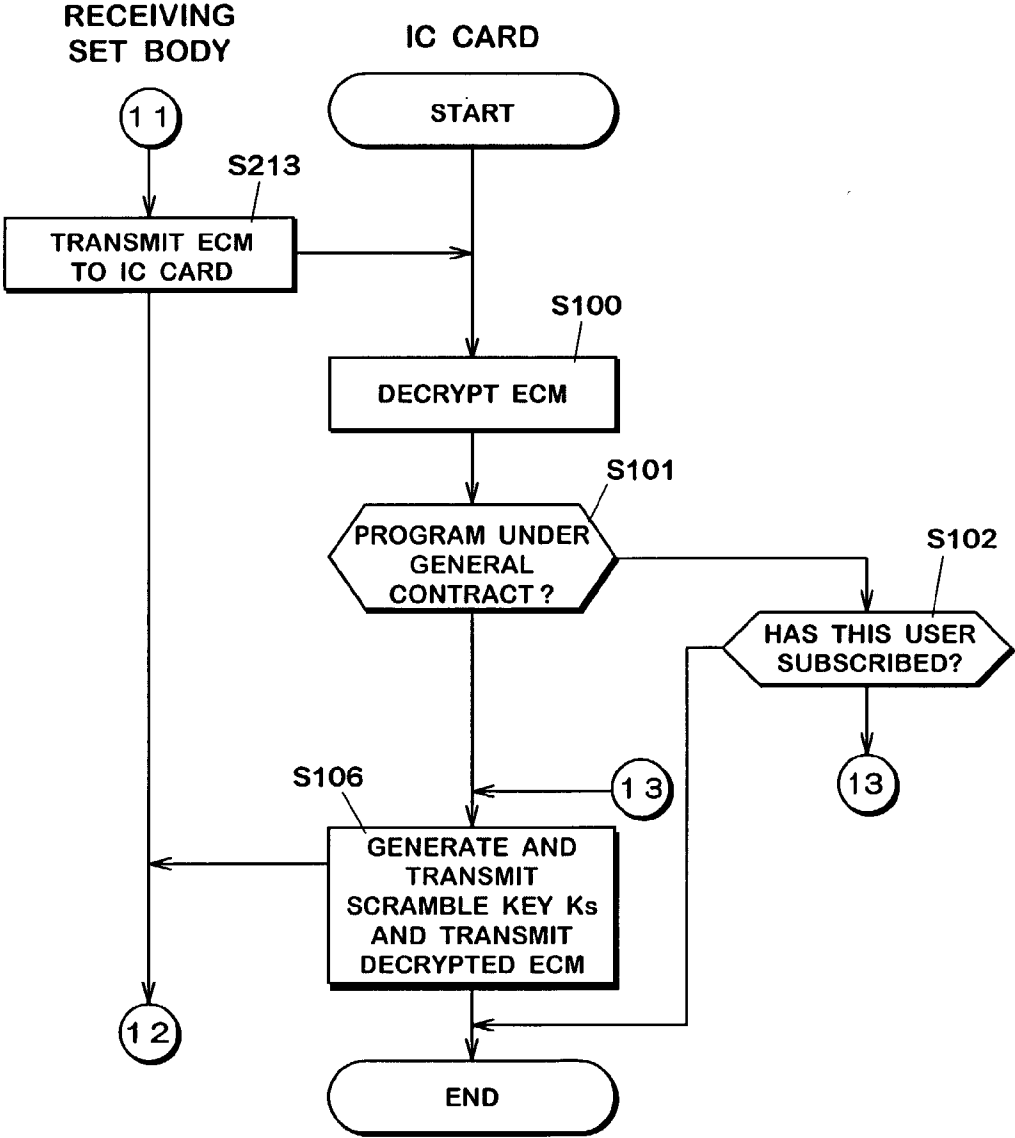 RECEIVING
SET BODY
IC CARD
11
START
S213
TRANSMIT ECM
TO IC CARD
S100
DECRYPT ECM
S101
PROGRAM UNDER
GENERAL
CONTRACT?
S102
HAS THIS USER
SUBSCRIBED?
S106
13
13
GENERATE AND
TRANSMIT
SCRAMBLE KEY Ks
AND TRANSMIT
DECRYPTED ECM
12
END